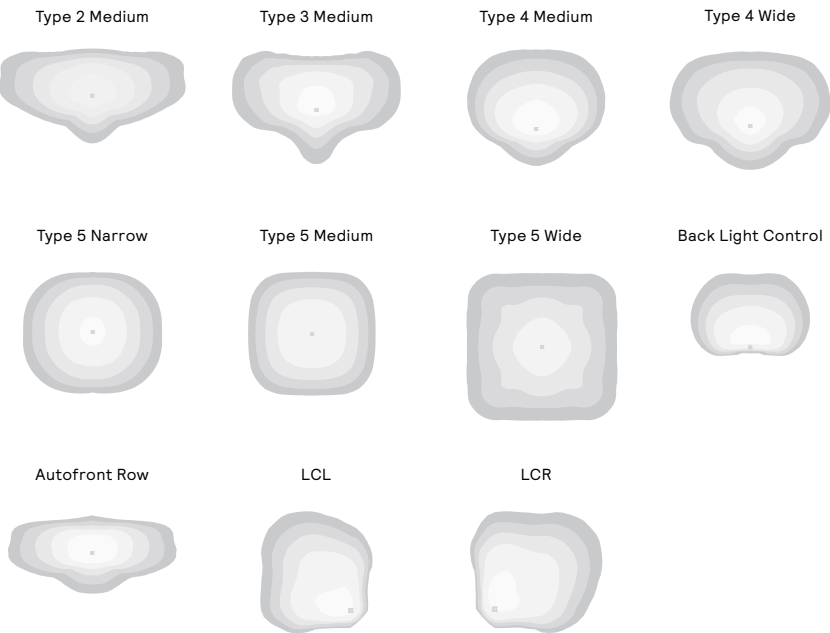 Type 2 Medium
Type 3 Medium
Type 4 Medium
Type 4 Wide
Type 5 Narrow
Type 5 Medium
Type 5 Wide
Back Light Control
Autofront Row
LCL
LCR